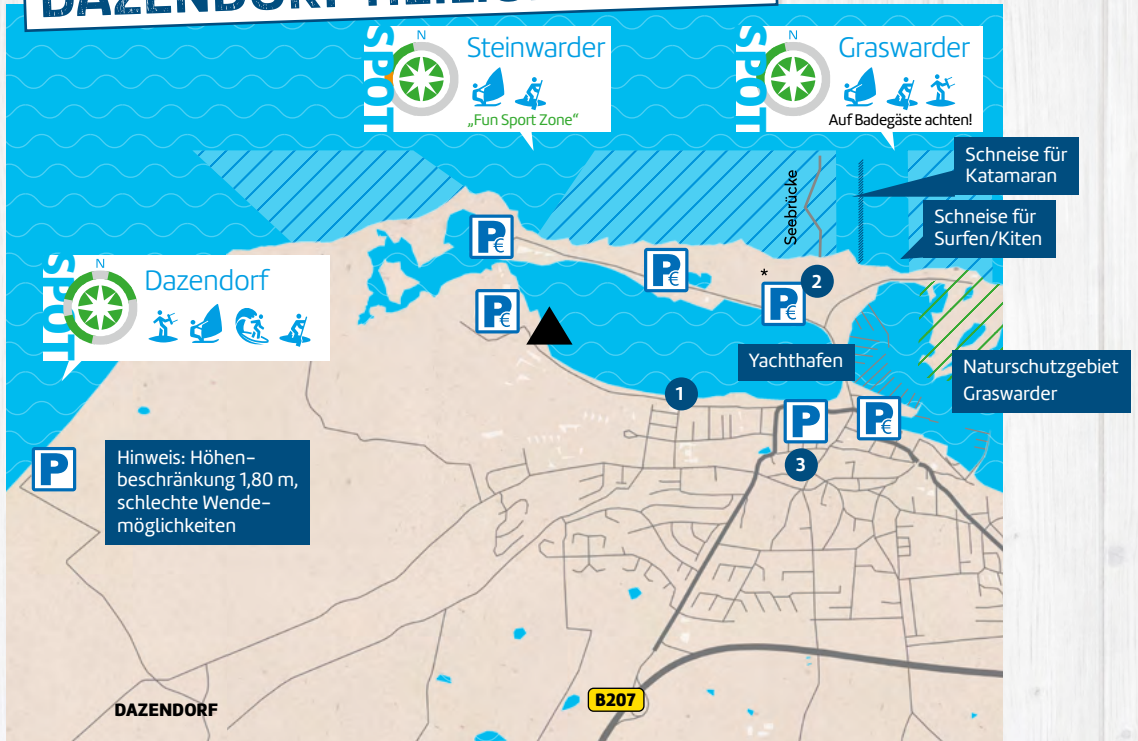 DAZENDORF
SPOT
N
Steinwarder
„Fun Sport Zone“
SPOT
N
Graswarder
Auf Badegäste achten!
Schneise für
Katamaran
Schneise für
Surfen/Kiten
Seebrücke
SPOT
N
Dazendorf
P€
P€
P€
*
P€
2
Yachthafen
Naturschutzgebiet
Graswarder
1
P
P€
3
P
Hinweis: Höhen-
beschränkung 1,80 m,
schlechte Wende-
möglichkeiten
B207
DAZENDORF